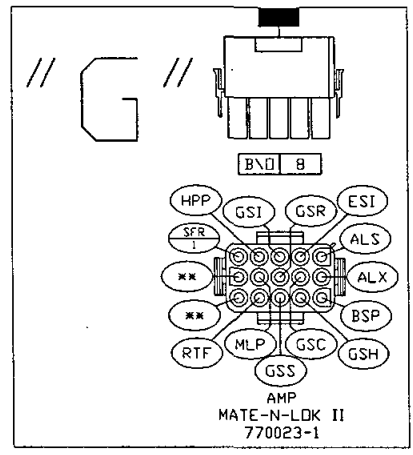 // G //
B\D 8
HPP GSI GSR ESI
SFR
1
ALS
** ALX
** BSP
RTF MLP GSS GSC GSH
AMP
MATE-N-LOK II
770023-1